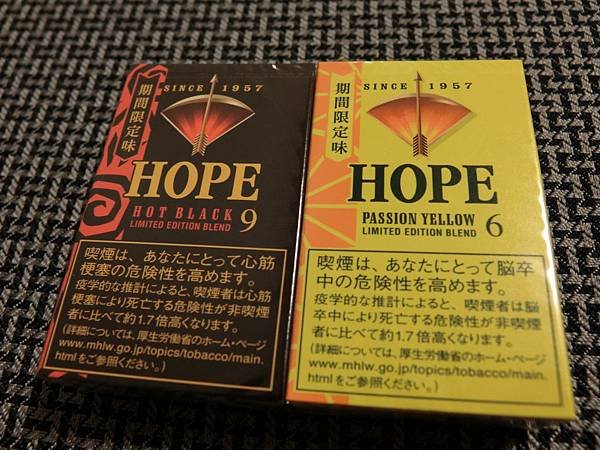 期間限定味
SINCE 1957
HOPE
HOT BLACK 9
LIMITED EDITION BLEND
喫煙は、あなたにとって心筋
梗塞の危険性を高めます。
疫学的な推計によると、喫煙者は心筋
梗塞により死亡する危険性が非喫煙
者に比べて約1.7倍高くなります。
(詳細については、厚生労働省のホーム・ページ
www.mhlw.go.jp/topics/tobacco/main.
htmlをご参照ください。)
期間限定味
SINCE 1957
HOPE
PASSION YELLOW 6
LIMITED EDITION BLEND
喫煙は、あなたにとって脳卒
中の危険性を高めます。
疫学的な推計によると、喫煙者は脳
卒中により死亡する危険性が非喫煙
者に比べて約1.7倍高くなります。
(詳細については、厚生労働省のホーム・ページ
www.mhlw.go.jp/topics/tobacco/main.
htmlをご参照ください。)